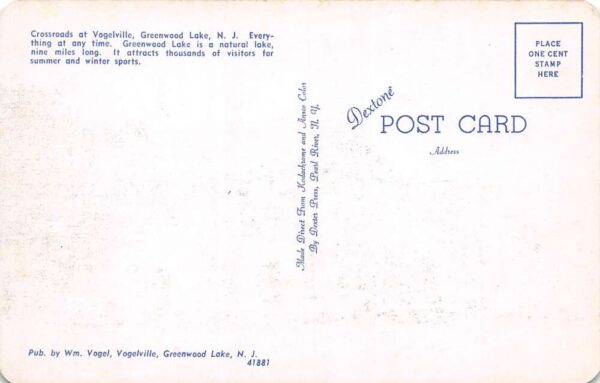 Crossroads at Vogelville, Greenwood Lake, N. J. Every-
thing at any time. Greenwood Lake is a natural lake,
nine miles long. It attracts thousands of visitors for
summer and winter sports.
PLACE
ONE CENT
STAMP
HERE
Dextone
POST CARD
Address
Made Direct From Kodachrome and Ansco Color
By Dexter Press, Pearl River, N. Y.
Pub. by Wm. Vogel, Vogelville, Greenwood Lake, N. J.
41881